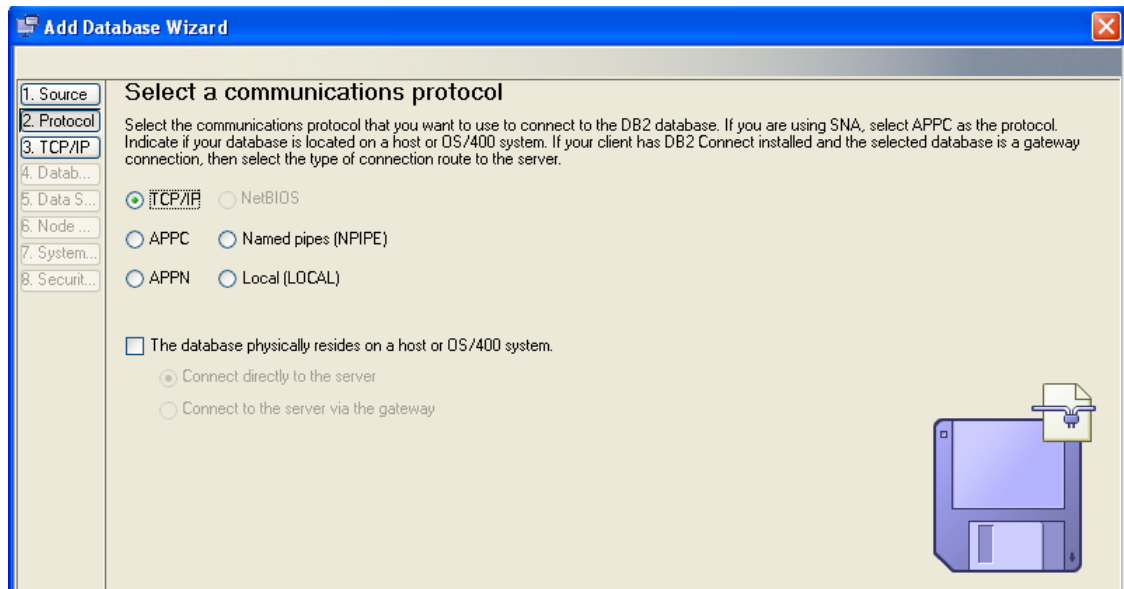 Add Database Wizard
1. Source
2. Protocol
3. TCP/IP
4. Datab...
5. Data S...
6. Node ...
7. System...
8. Securit...
Select a communications protocol
Select the communications protocol that you want to use to connect to the DB2 database. If you are using SNA, select APPC as the protocol.
Indicate if your database is located on a host or OS/400 system. If your client has DB2 Connect installed and the selected database is a gateway
connection, then select the type of connection route to the server.
TCP/IP NetBIOS
APPC Named pipes (NPIPE)
APPN Local (LOCAL)
The database physically resides on a host or OS/400 system.
Connect directly to the server
Connect to the server via the gateway